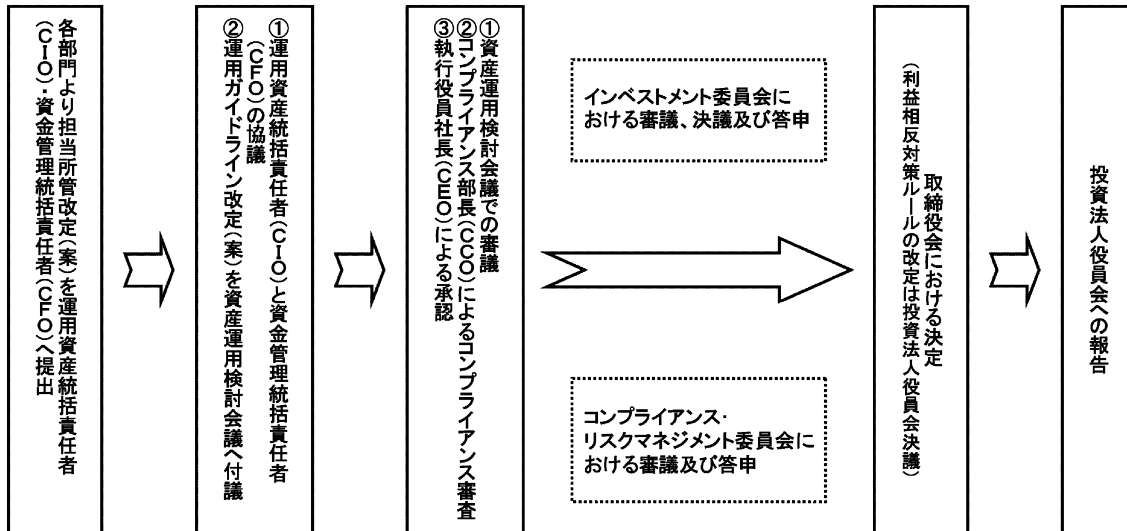 各部門より担当所管改定(案)を運用資産統括責任者
(CIO)・資金管理統括責任者(CFO)へ提出
①運用資産統括責任者(CIO)と資金管理統括責任者
(CFO)の協議
②運用ガイドライン改定(案)を資産運用検討会議へ付議
①資産運用検討会議での審議
②コンプライアンス部長(CCO)によるコンプライアンス審査
③執行役員社長(CEO)による承認
インベストメント委員会に
おける審議、決議及び答申
コンプライアンス・
リスクマネジメント委員会に
おける審議及び答申
取締役会における決定
(利益相反対策ルールの改定は投資法人役員会決議)
投資法人役員会への報告